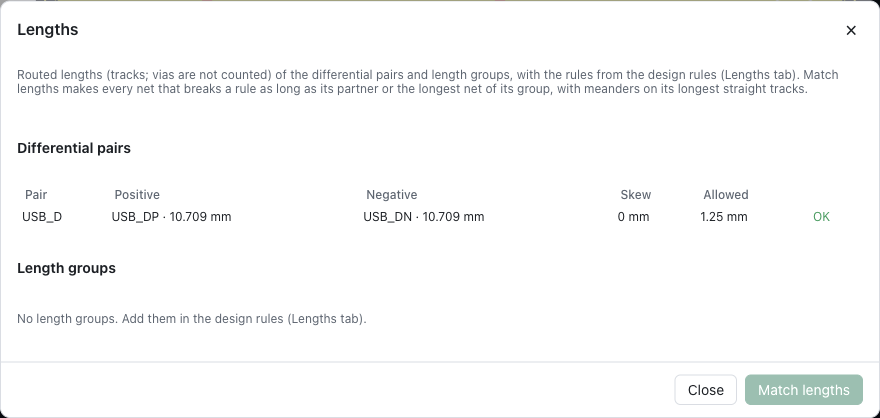 Lengths
Routed lengths (tracks; vias are not counted) of the differential pairs and length groups, with the rules from the design rules (Lengths tab). Match
lengths makes every net that breaks a rule as long as its partner or the longest net of its group, with meanders on its longest straight tracks.
Differential pairs
Pair Positive Negative Skew Allowed
USB_D USB_DP · 10.709 mm USB_DN · 10.709 mm 0 mm 1.25 mm OK
Length groups
No length groups. Add them in the design rules (Lengths tab).
Close Match lengths